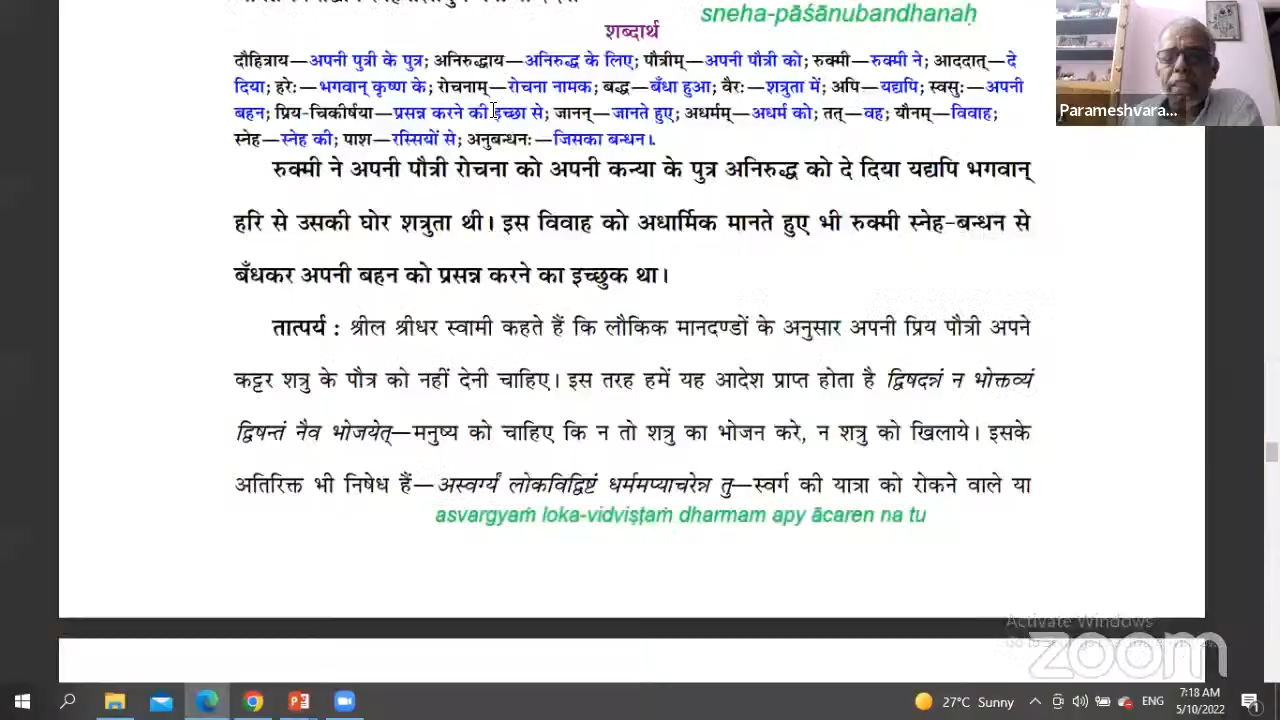 sneha-pāśānubandhanaḥ
शब्दार्थ
दौहित्राय—अपनी पुत्री के पुत्र; अनिरुद्धाय—अनिरुद्ध के लिए; पौत्रीम्—अपनी पौत्री को; रुक्मी—रुक्मी ने; आददात्—दे
दिया; हरेः—भगवान् कृष्ण के; रोचनाम्—रोचना नामक; बद्ध—बँधा हुआ; वैरः—शत्रुता में; अपि—यद्यपि; स्वसुः—अपनी
बहन; प्रिय-चिकीर्षया—प्रसन्न करने की इच्छा से; जानन्—जानते हुए; अधर्मम्—अधर्म को; तत्—वह; यौनम्—विवाह;
स्नेह—स्नेह की; पाश—रस्सियों से; अनुबन्धनः—जिसका बन्धन।
रुक्मी ने अपनी पौत्री रोचना को अपनी कन्या के पुत्र अनिरुद्ध को दे दिया यद्यपि भगवान्
हरि से उसकी घोर शत्रुता थी। इस विवाह को अधार्मिक मानते हुए भी रुक्मी स्नेह-बन्धन से
बँधकर अपनी बहन को प्रसन्न करने का इच्छुक था।
तात्पर्य : श्रील श्रीधर स्वामी कहते हैं कि लौकिक मानदण्डों के अनुसार अपनी प्रिय पौत्री अपने
कट्टर शत्रु के पौत्र को नहीं देनी चाहिए। इस तरह हमें यह आदेश प्राप्त होता है द्विषदन्नं न भोक्तव्यं
द्विषन्तं नैव भोजयेत्—मनुष्य को चाहिए कि न तो शत्रु का भोजन करे, न शत्रु को खिलाये। इसके
अतिरिक्त भी निषेध हैं—अस्वर्ग्यं लोकविद्विष्टं धर्ममप्याचरेन्न तु—स्वर्ग की यात्रा को रोकने वाले या
asvargyaṁ loka-vidviṣṭaṁ dharmam apy ācaren na tu
Parameshvara...
Activate Windows
zoom
27°C Sunny
ENG
7:18 AM
5/10/2022